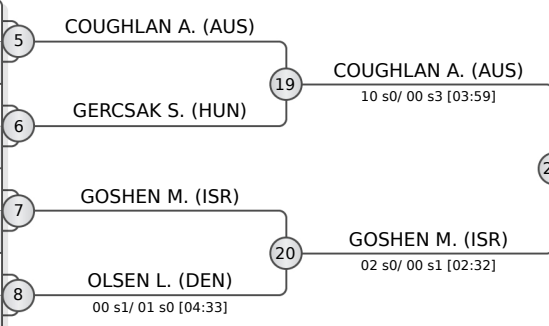 COUGHLAN A. (AUS)
5
19
COUGHLAN A. (AUS)
10 s0/ 00 s3 [03:59]
GERCSAK S. (HUN)
6
GOSHEN M. (ISR)
7
20
GOSHEN M. (ISR)
02 s0/ 00 s1 [02:32]
OLSEN L. (DEN)
8
00 s1/ 01 s0 [04:33]